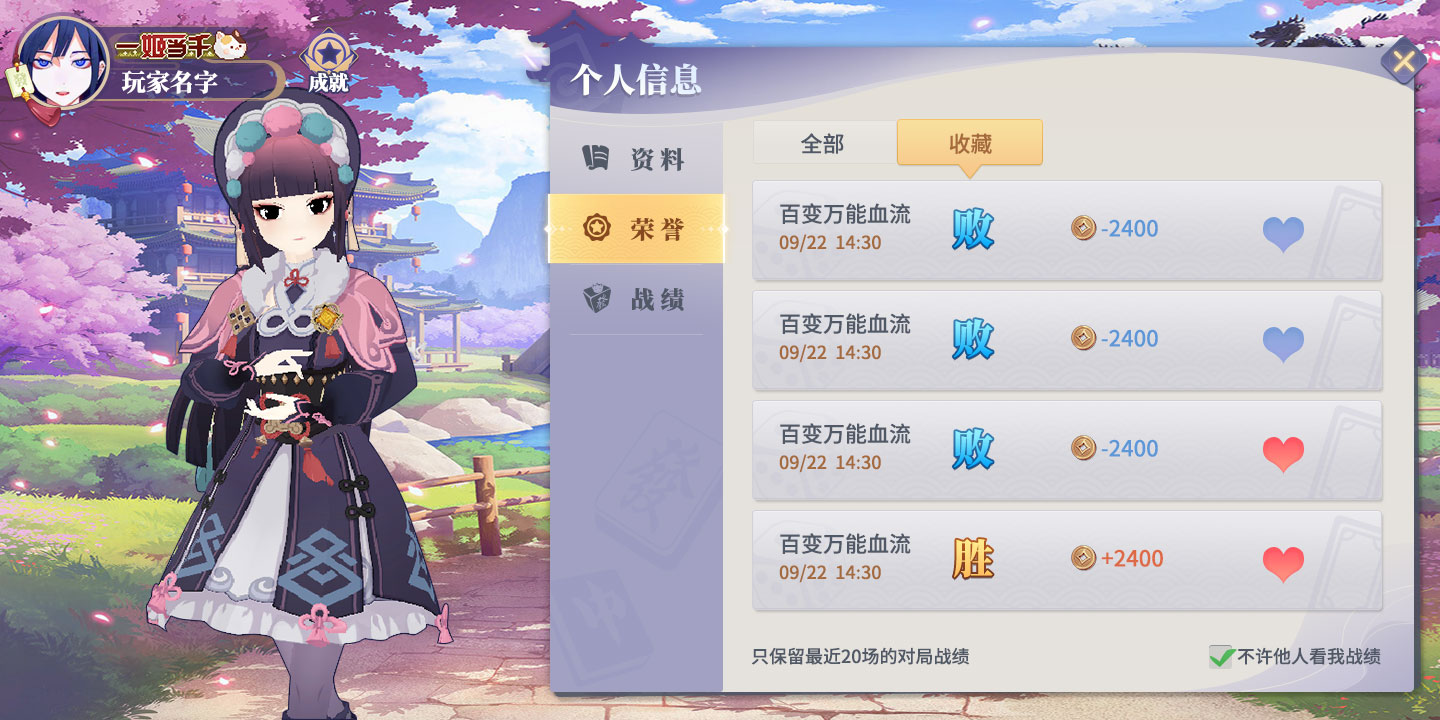 一姬当千
玩家名字
成就
个人信息
资料
荣誉
战绩
全部
收藏
百变万能血流
09/22 14:30
败
-2400
百变万能血流
09/22 14:30
败
-2400
百变万能血流
09/22 14:30
败
-2400
百变万能血流
09/22 14:30
胜
+2400
只保留最近20场的对局战绩
不许他人看我战绩
發
中